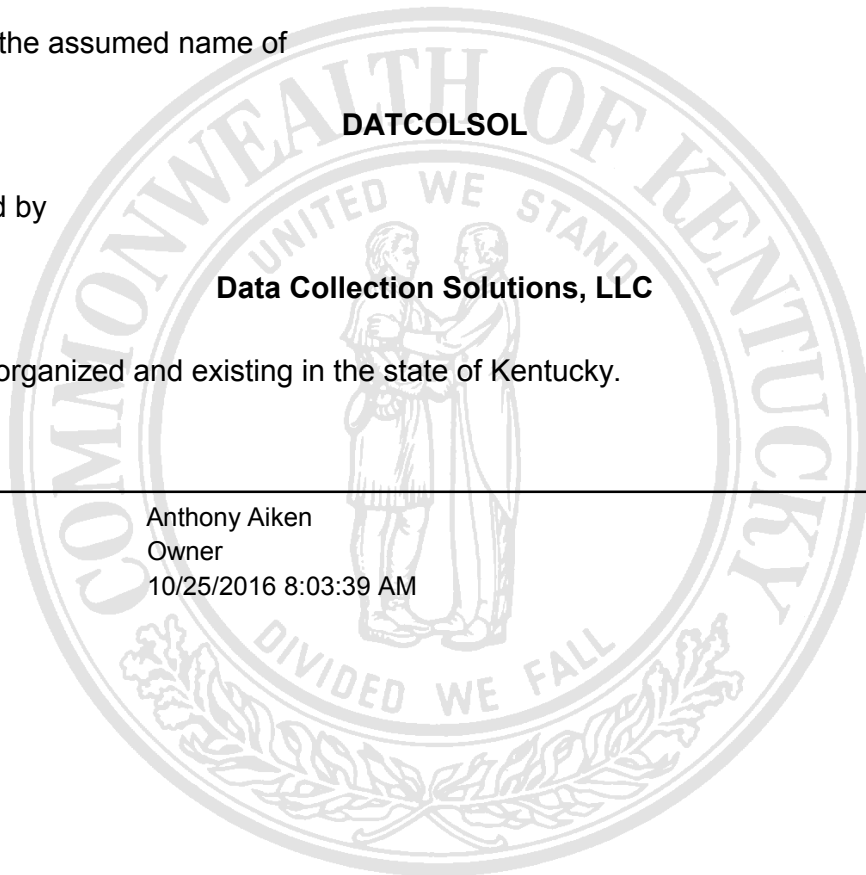 the assumed name of
DATCOLSOL
d by
Data Collection Solutions, LLC
organized and existing in the state of Kentucky.
Anthony Aiken
Owner
10/25/2016 8:03:39 AM
COMMONWEALTH OF KENTUCKY
UNITED WE STAND
DIVIDED WE FALL